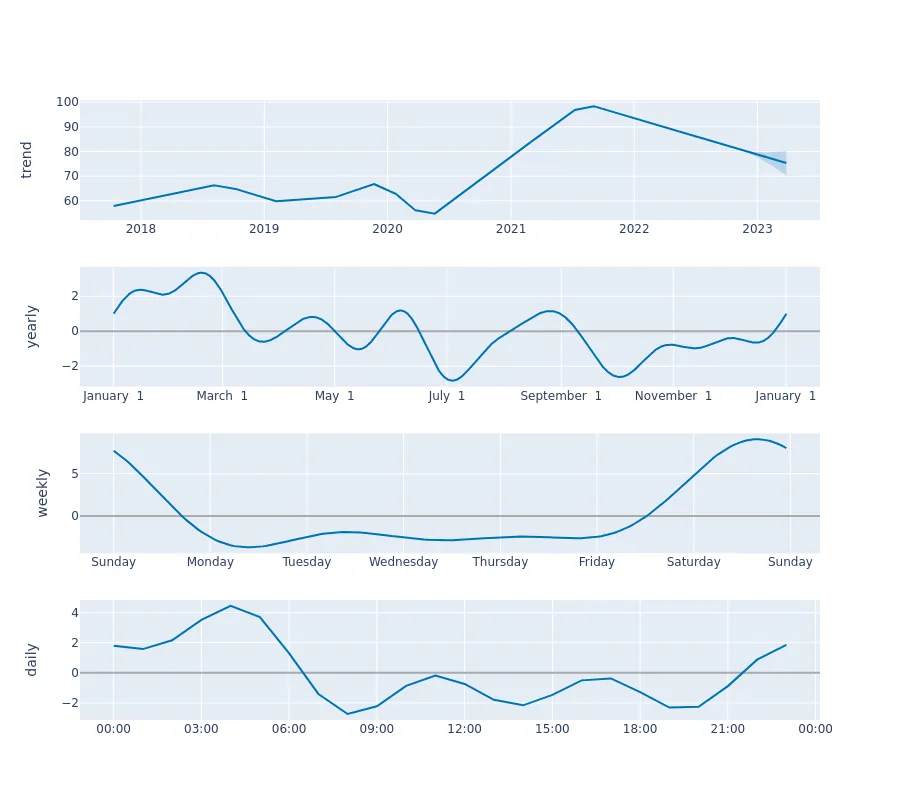 trend
100
90
80
70
60
2018 2019 2020 2021 2022 2023
yearly
2
0
−2
January 1 March 1 May 1 July 1 September 1 November 1 January 1
weekly
5
0
Sunday Monday Tuesday Wednesday Thursday Friday Saturday Sunday
daily
4
2
0
−2
00:00 03:00 06:00 09:00 12:00 15:00 18:00 21:00 00:00